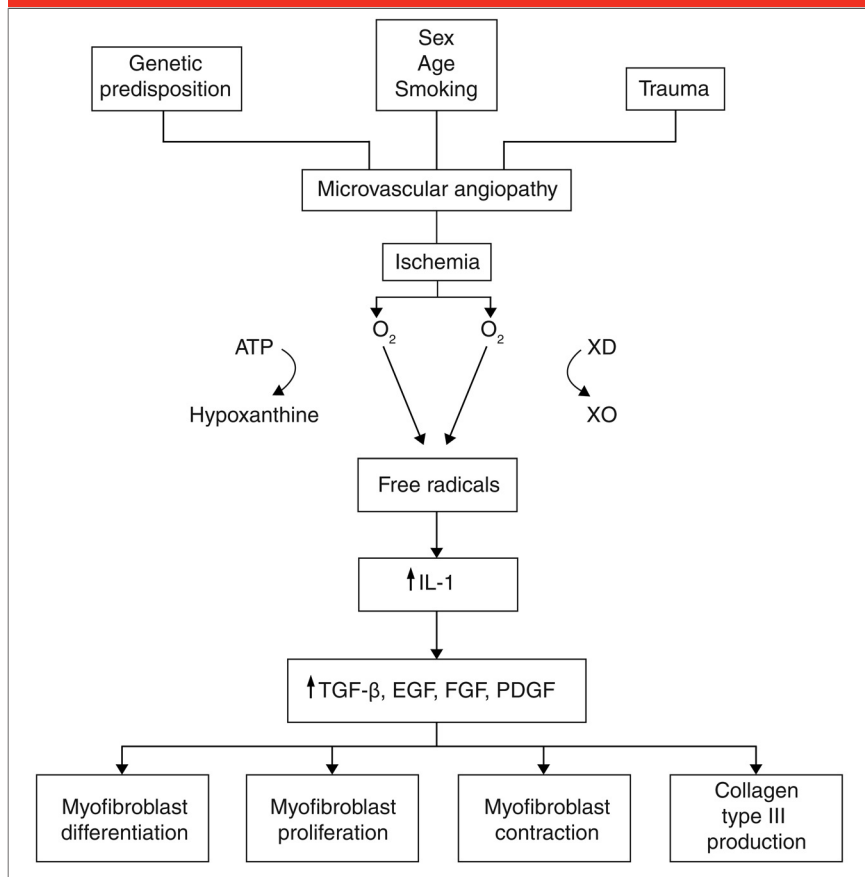 Genetic
predisposition
Sex
Age
Smoking
Trauma
Microvascular angiopathy
Ischemia
O₂
O₂
ATP
XD
Hypoxanthine
XO
Free radicals
↑IL-1
↑TGF-β, EGF, FGF, PDGF
Myofibroblast
differentiation
Myofibroblast
proliferation
Myofibroblast
contraction
Collagen
type III
production